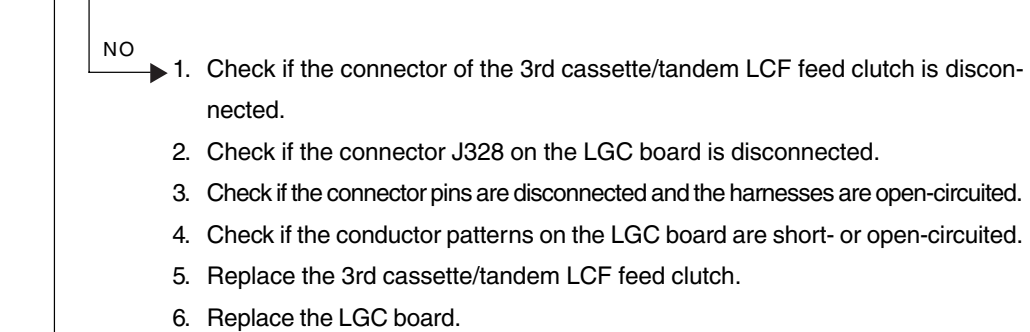 NO
1. Check if the connector of the 3rd cassette/tandem LCF feed clutch is discon-
nected.
2. Check if the connector J328 on the LGC board is disconnected.
3. Check if the connector pins are disconnected and the harnesses are open-circuited.
4. Check if the conductor patterns on the LGC board are short- or open-circuited.
5. Replace the 3rd cassette/tandem LCF feed clutch.
6. Replace the LGC board.